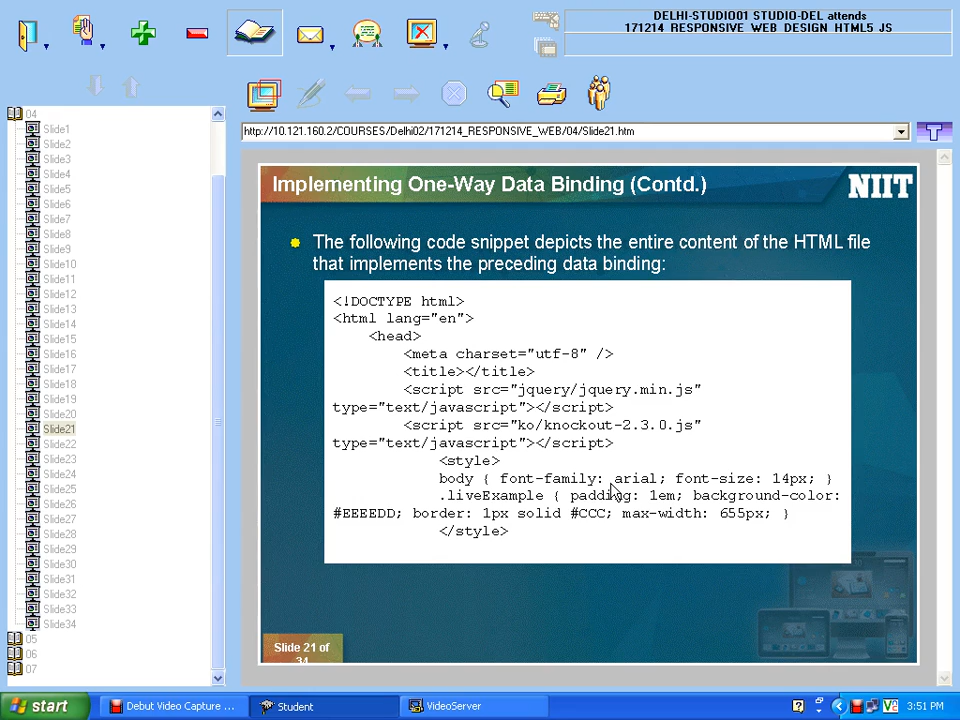 DELHI-STUDIO01 STUDIO-DEL attends
171214_RESPONSIVE_WEB_DESIGN_HTML5_JS
http://10.121.160.2/COURSES/Delhi02/171214_RESPONSIVE_WEB/04/Slide21.htm
T
04
Slide1
Slide2
Slide3
Slide4
Slide5
Slide6
Slide7
Slide8
Slide9
Slide10
Slide11
Slide12
Slide13
Slide14
Slide15
Slide16
Slide17
Slide18
Slide19
Slide20
Slide21
Slide22
Slide23
Slide24
Slide25
Slide26
Slide27
Slide28
Slide29
Slide30
Slide31
Slide32
Slide33
Slide34
05
06
07
Implementing One-Way Data Binding (Contd.)
NIIT
The following code snippet depicts the entire content of the HTML file
that implements the preceding data binding:
<!DOCTYPE html>
<html lang="en">
<head>
<meta charset="utf-8" />
<title></title>
<script src="jquery/jquery.min.js"
type="text/javascript"></script>
<script src="ko/knockout-2.3.0.js"
type="text/javascript"></script>
<style>
body { font-family: arial; font-size: 14px; }
.liveExample { padding: 1em; background-color:
#EEEEDD; border: 1px solid #CCC; max-width: 655px; }
</style>
Slide 21 of
34
start
Debut Video Capture ...
Student
VideoServer
3:51 PM